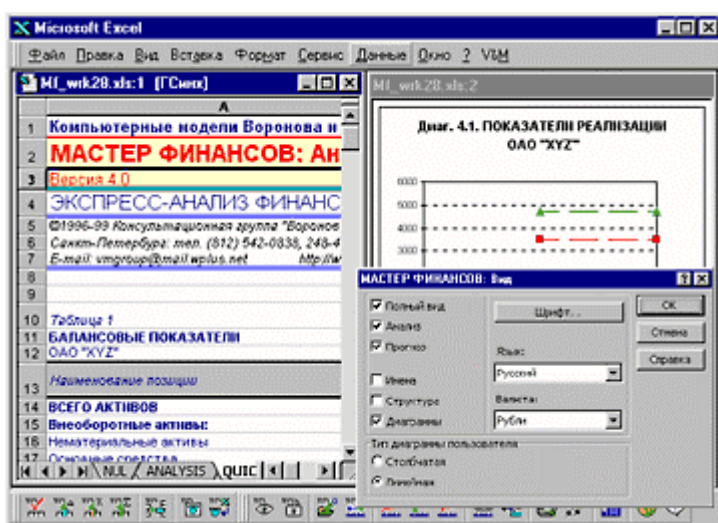 Microsoft Excel
Файл Правка Вид Вставка Формат Сервис Данные Окно ? V&M
Mf_wrk28.xls:1 [ГСмех]
A
1 Компьютерные модели Воронова и
2 МАСТЕР ФИНАНСОВ: Ан
3 Версия 4.0
4 ЭКСПРЕСС-АНАЛИЗ ФИНАНС
5 ©1996-99 Консультационная группа "Воронов
6 Санкт-Петербург: тел. (812) 542-0838, 248-4
7 E-mail: vmgroup@mail.wplus.net http://w
8
9
10 Таблица 1
11 БАЛАНСОВЫЕ ПОКАЗАТЕЛИ
12 ОАО "XYZ"
13 Наименование позиции
14 ВСЕГО АКТИВОВ
15 Внеоборотные активы:
16 Нематериальные активы
17 Основные средства
NUL ANALYSIS QUIC
Mf_wrk28.xls:2
Диаг. 4.1. ПОКАЗАТЕЛИ РЕАЛИЗАЦИИ
ОАО "XYZ"
6000
5000
4000
3000
МАСТЕР ФИНАНСОВ: Вид
Полный вид
Анализ
Прогноз
Имена
Структура
Диаграммы
Шрифт...
Язык:
Русский
Валюта:
Рубли
OK
Отмена
Справка
Тип диаграммы пользователя
Столбчатая
Линейная